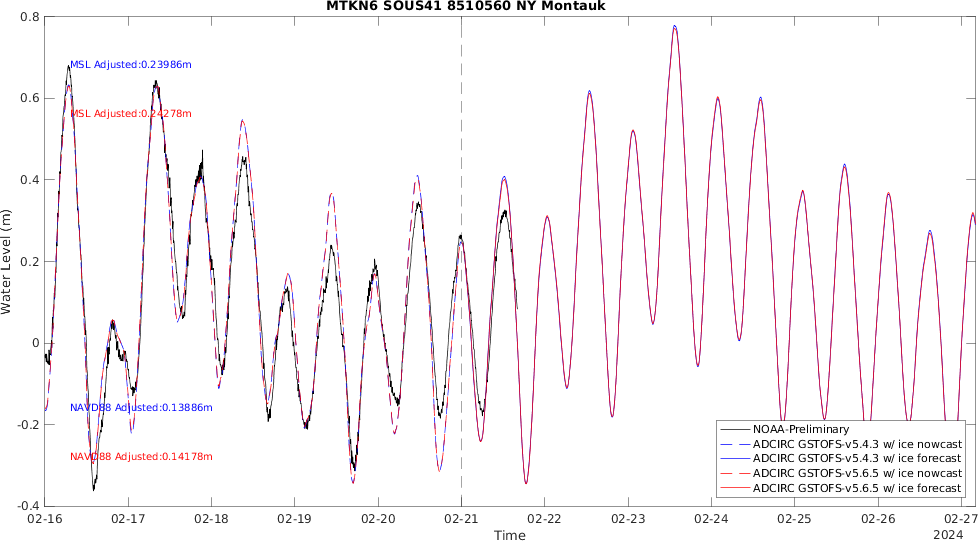 MTKN6 SOUS41 8510560 NY Montauk
0.8
0.6
0.4
0.2
0
-0.2
-0.4
Water Level (m)
MSL Adjusted:0.23986m
MSL Adjusted:0.24278m
NAVD88 Adjusted:0.13886m
NAVD88 Adjusted:0.14178m
NOAA-Preliminary
ADCIRC GSTOFS-v5.4.3 w/ ice nowcast
ADCIRC GSTOFS-v5.4.3 w/ ice forecast
ADCIRC GSTOFS-v5.6.5 w/ ice nowcast
ADCIRC GSTOFS-v5.6.5 w/ ice forecast
02-16 02-17 02-18 02-19 02-20 02-21 02-22 02-23 02-24 02-25 02-26 02-27
Time
2024